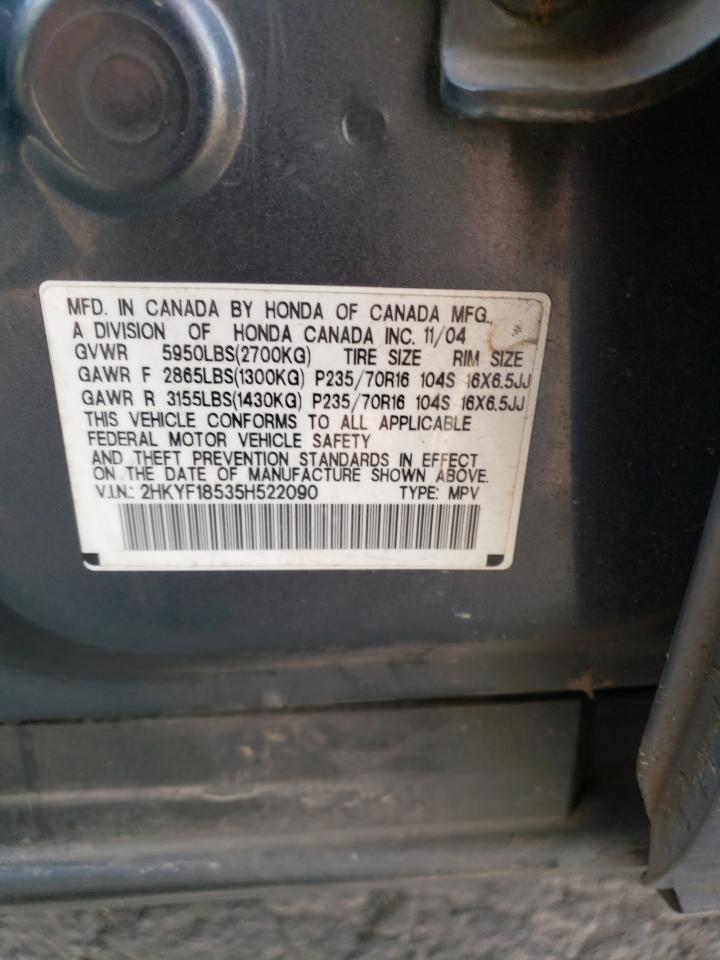 MFD. IN CANADA BY HONDA OF CANADA MFG.,
A DIVISION OF HONDA CANADA INC. 11/04
GVWR 5950LBS(2700KG) TIRE SIZE RIM SIZE
GAWR F 2865LBS(1300KG) P235/70R16 104S 16X6.5JJ
GAWR R 3155LBS(1430KG) P235/70R16 104S 16X6.5JJ
THIS VEHICLE CONFORMS TO ALL APPLICABLE
FEDERAL MOTOR VEHICLE SAFETY
AND THEFT PREVENTION STANDARDS IN EFFECT
ON THE DATE OF MANUFACTURE SHOWN ABOVE.
V.I.N.: 2HKYF18535H522090 TYPE: MPV